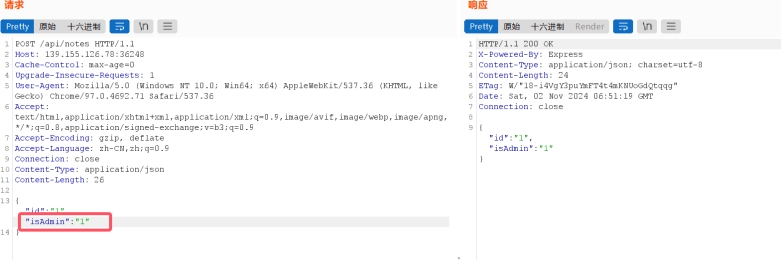 请求
Pretty 原始 十六进制 \n
1 POST /api/notes HTTP/1.1
2 Host: 139.155.126.78:36248
3 Cache-Control: max-age=0
4 Upgrade-Insecure-Requests: 1
5 User-Agent: Mozilla/5.0 (Windows NT 10.0; Win64; x64) AppleWebKit/537.36 (KHTML, like
Gecko) Chrome/97.0.4692.71 Safari/537.36
6 Accept:
text/html,application/xhtml+xml,application/xml;q=0.9,image/avif,image/webp,image/apng,
*/*;q=0.8,application/signed-exchange;v=b3;q=0.9
7 Accept-Encoding: gzip, deflate
8 Accept-Language: zh-CN,zh;q=0.9
9 Connection: close
10 Content-Type: application/json
11 Content-Length: 26
12
13 {
"id":"1",
"isAdmin":"1"
14 }
响应
Pretty 原始 十六进制 Render \n
1 HTTP/1.1 200 OK
2 X-Powered-By: Express
3 Content-Type: application/json; charset=utf-8
4 Content-Length: 24
5 ETag: W/"18-i4VgY3puYmFT4t4mKNUoGdQtqqg"
6 Date: Sat, 02 Nov 2024 06:51:19 GMT
7 Connection: close
8
9 {
"id":"1",
"isAdmin":"1"
}